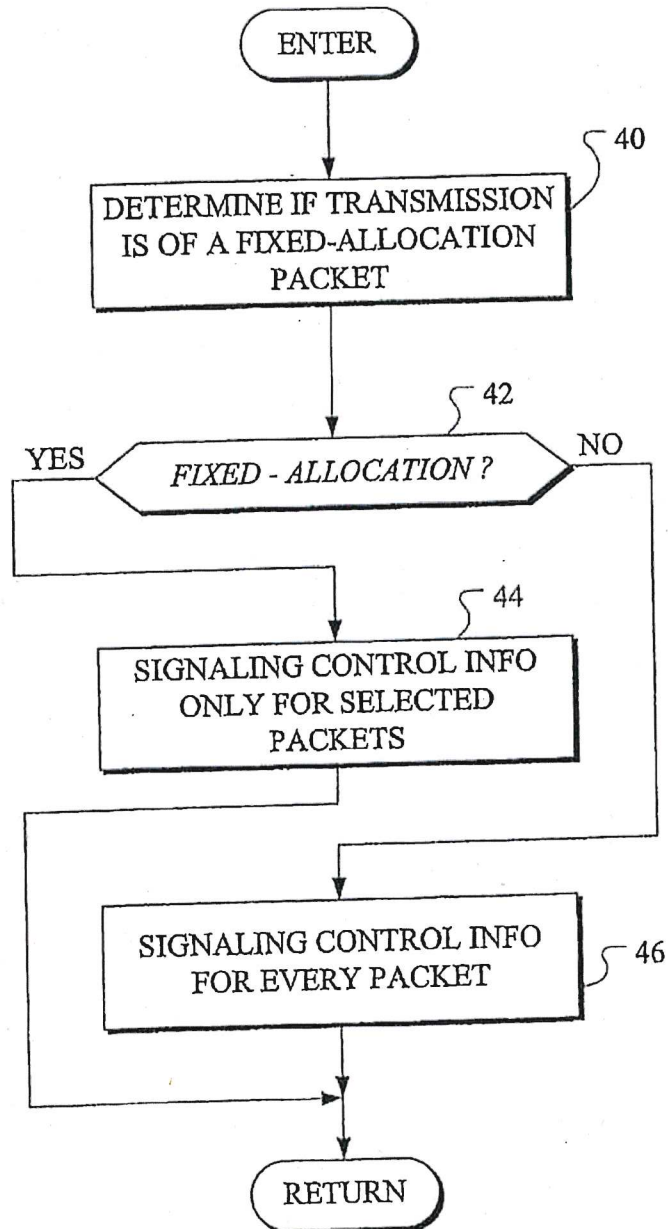 ENTER
40
DETERMINE IF TRANSMISSION
IS OF A FIXED-ALLOCATION
PACKET
42
YES
FIXED - ALLOCATION ?
NO
44
SIGNALING CONTROL INFO
ONLY FOR SELECTED
PACKETS
SIGNALING CONTROL INFO
FOR EVERY PACKET
46
RETURN